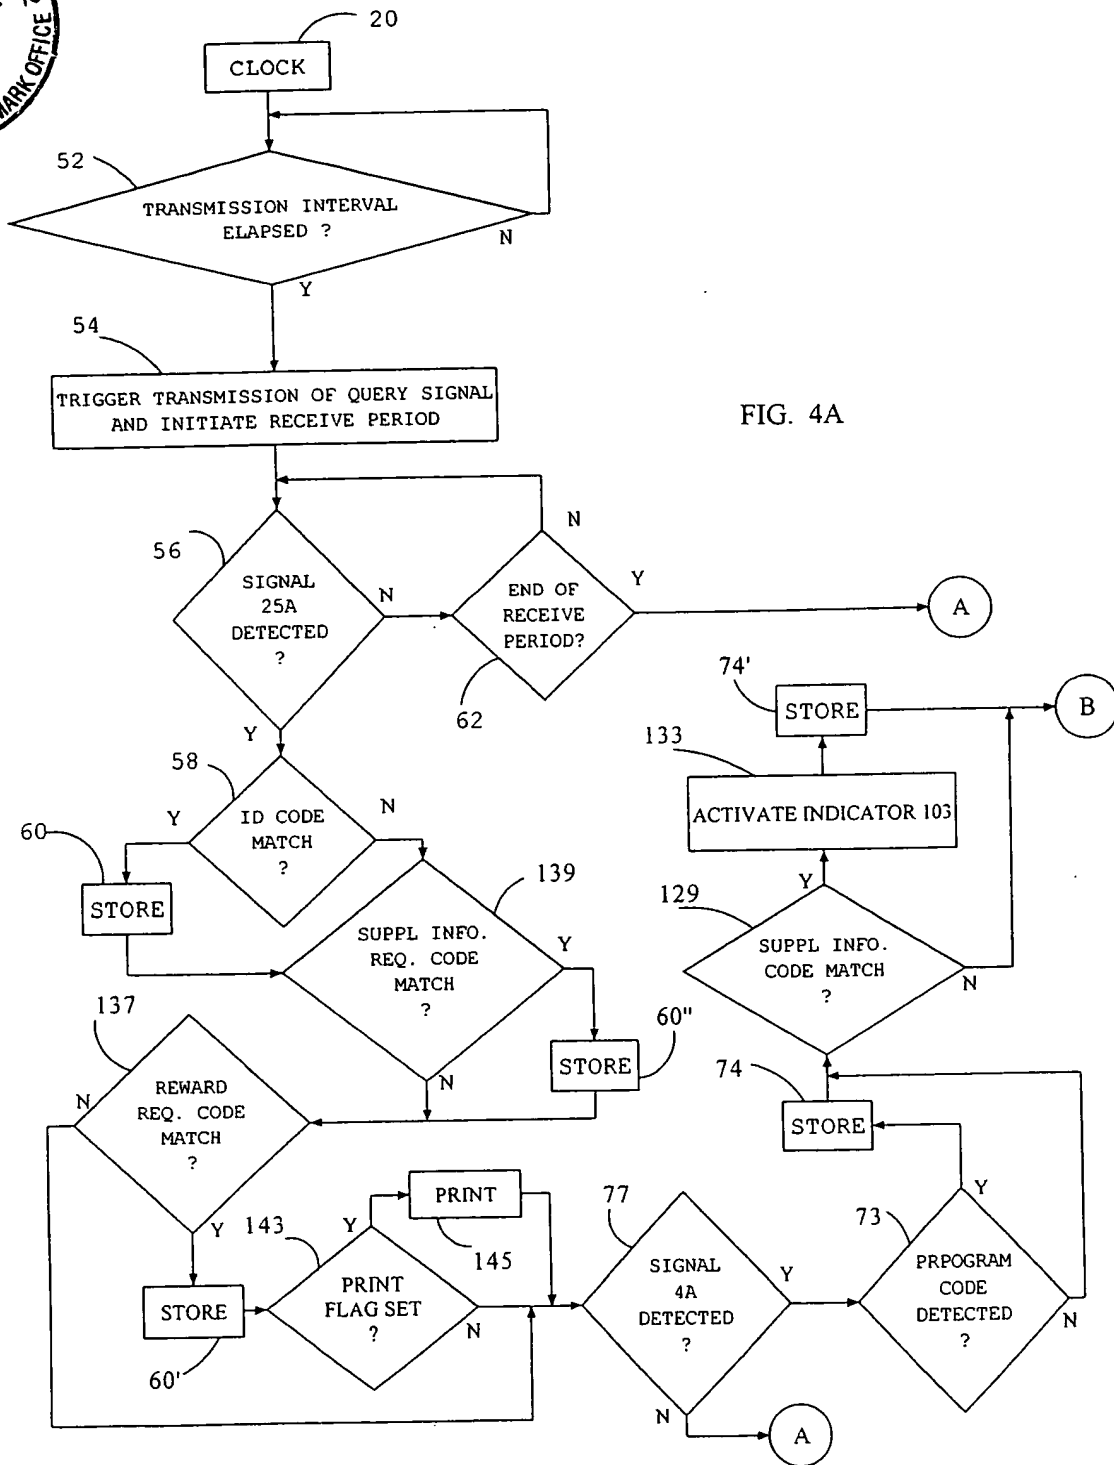 MARK OFFICE
20
CLOCK
52
TRANSMISSION INTERVAL
ELAPSED ?
N
Y
54
TRIGGER TRANSMISSION OF QUERY SIGNAL
AND INITIATE RECEIVE PERIOD
FIG. 4A
56
SIGNAL
25A
DETECTED
?
N
Y
END OF
RECEIVE
PERIOD?
N
Y
62
A
74'
STORE
B
133
ACTIVATE INDICATOR 103
58
ID CODE
MATCH
?
Y
N
60
STORE
139
SUPPL INFO.
REQ. CODE
MATCH
?
Y
N
129
Y
SUPPL INFO.
CODE MATCH
?
N
60"
STORE
137
REWARD
REQ. CODE
MATCH
?
N
Y
74
STORE
STORE
60'
143
PRINT
FLAG SET
?
Y
N
PRINT
145
77
SIGNAL
4A
DETECTED
?
Y
N
73
PRPOGRAM
CODE
DETECTED
?
Y
N
A